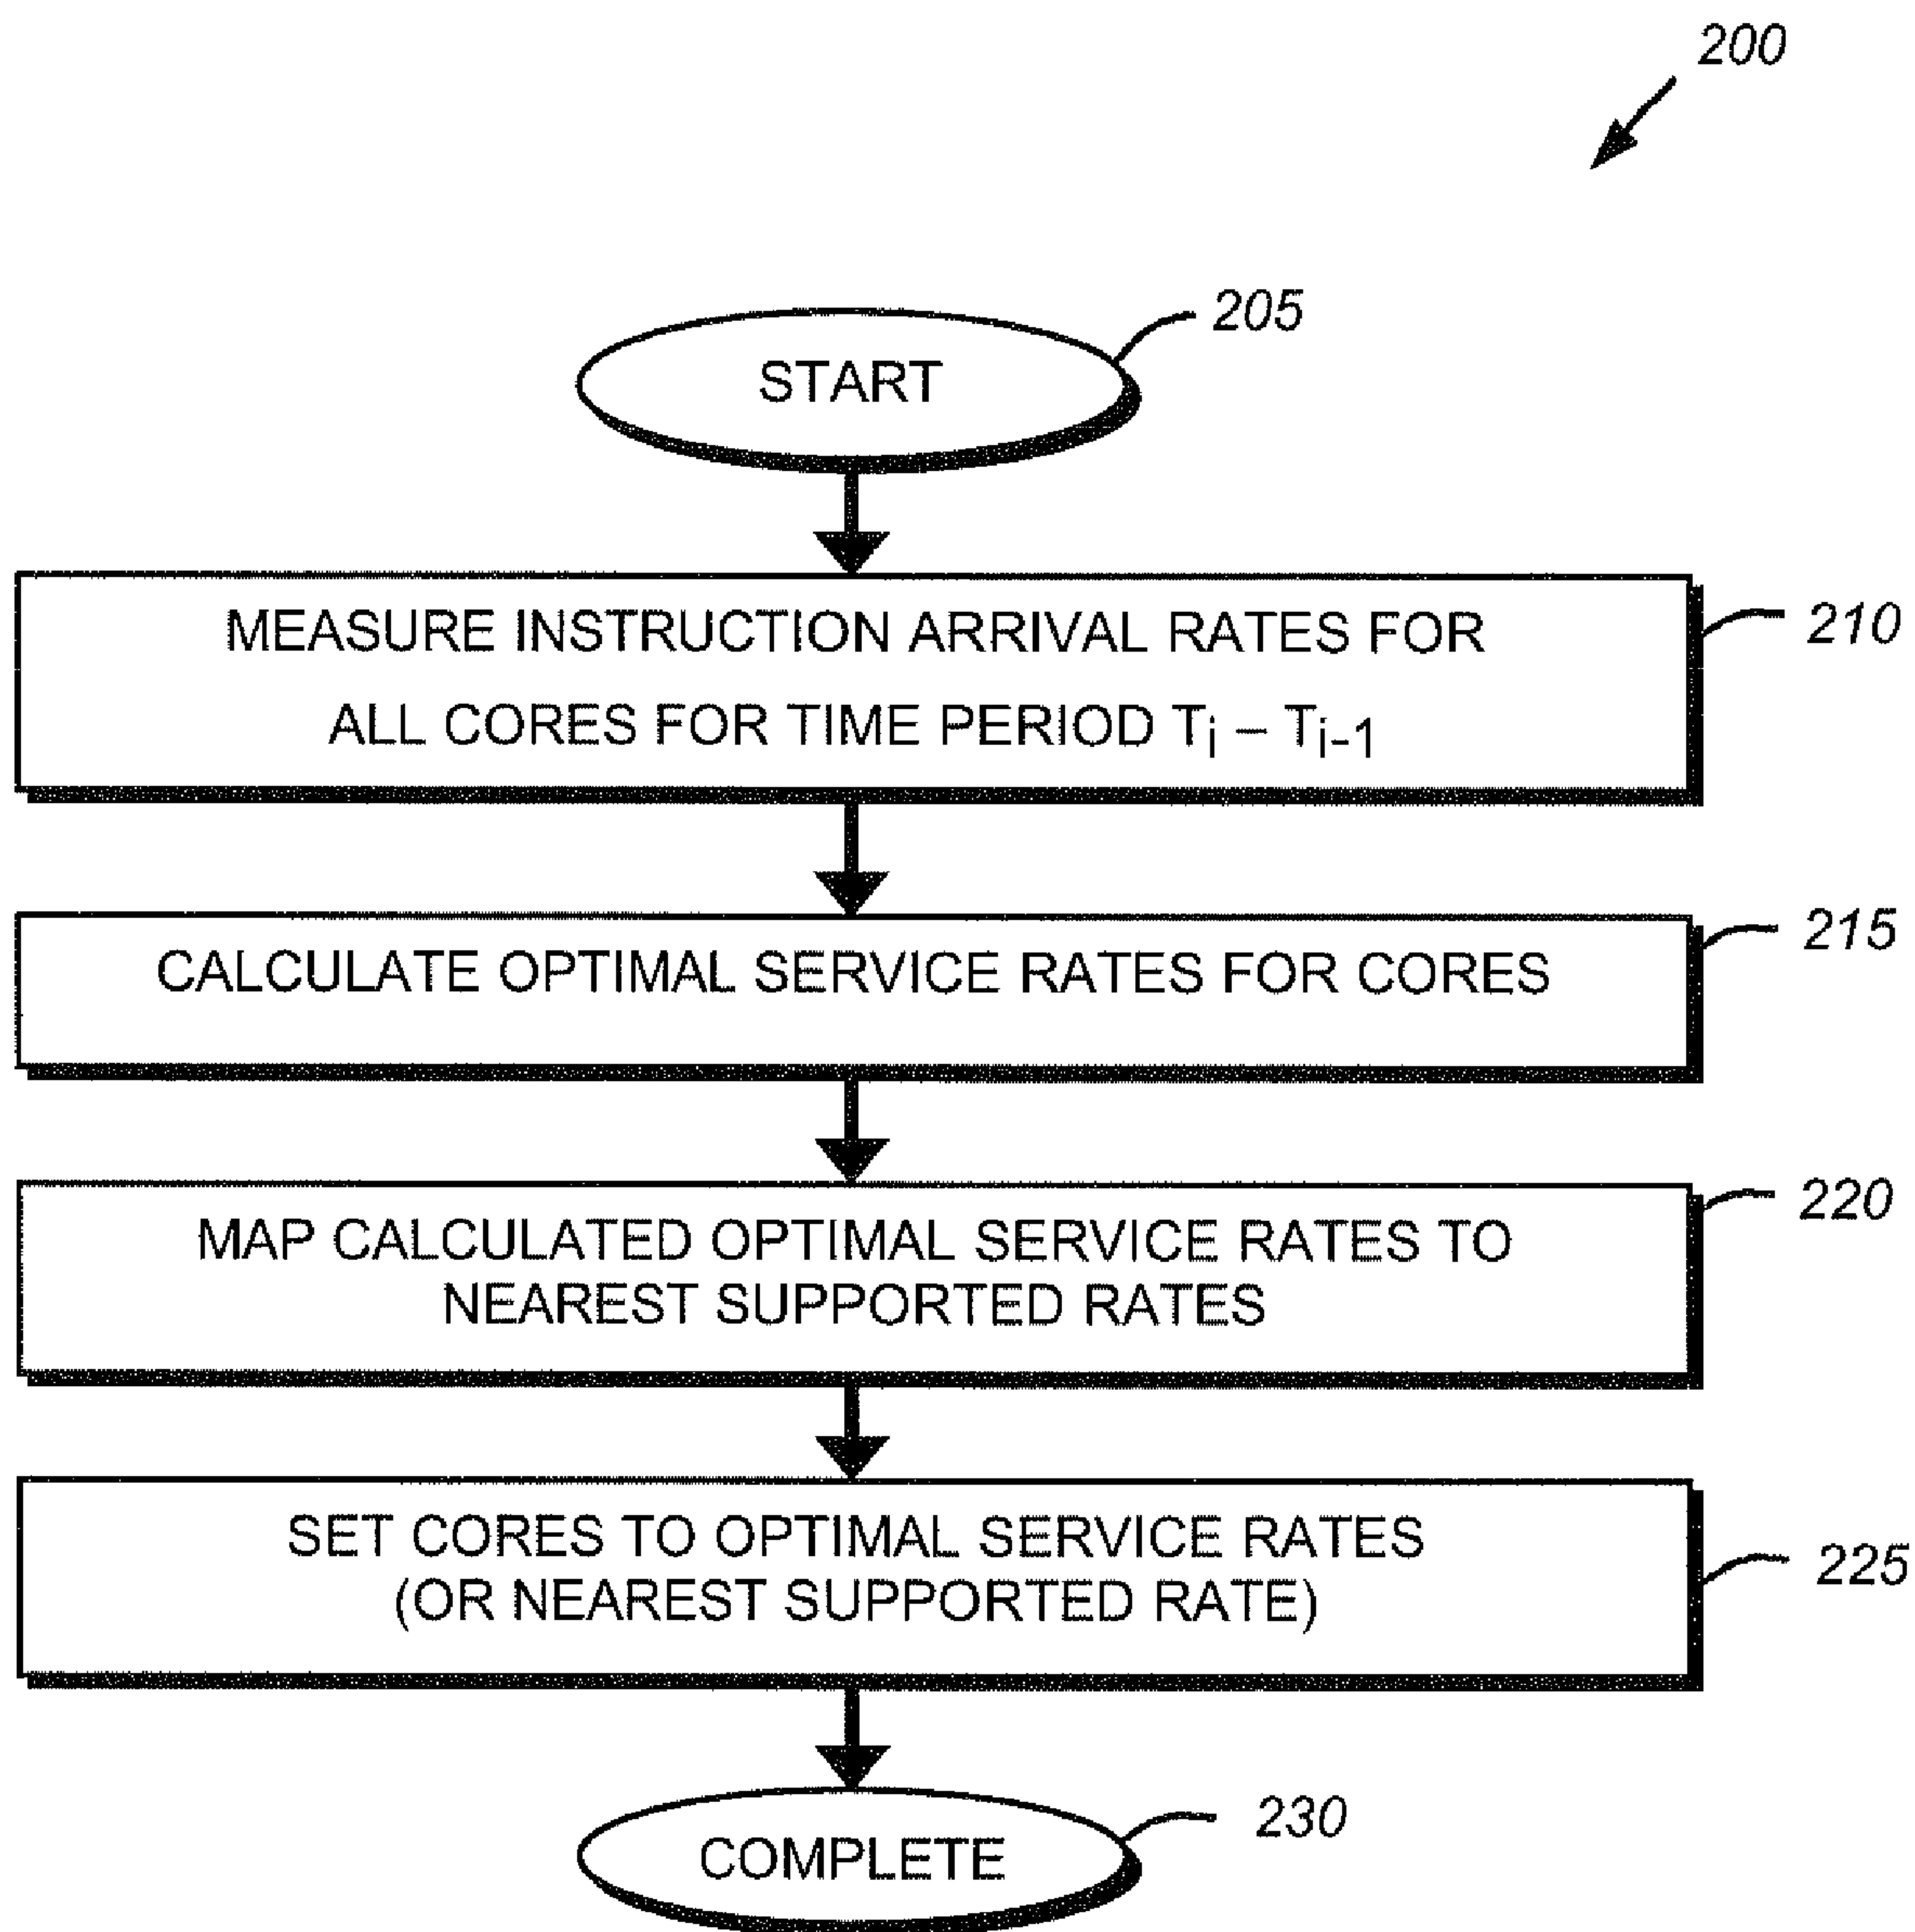 200
START
205
MEASURE INSTRUCTION ARRIVAL RATES FOR
ALL CORES FOR TIME PERIOD Ti – Ti-1
210
CALCULATE OPTIMAL SERVICE RATES FOR CORES
215
MAP CALCULATED OPTIMAL SERVICE RATES TO
NEAREST SUPPORTED RATES
220
SET CORES TO OPTIMAL SERVICE RATES
(OR NEAREST SUPPORTED RATE)
225
COMPLETE
230